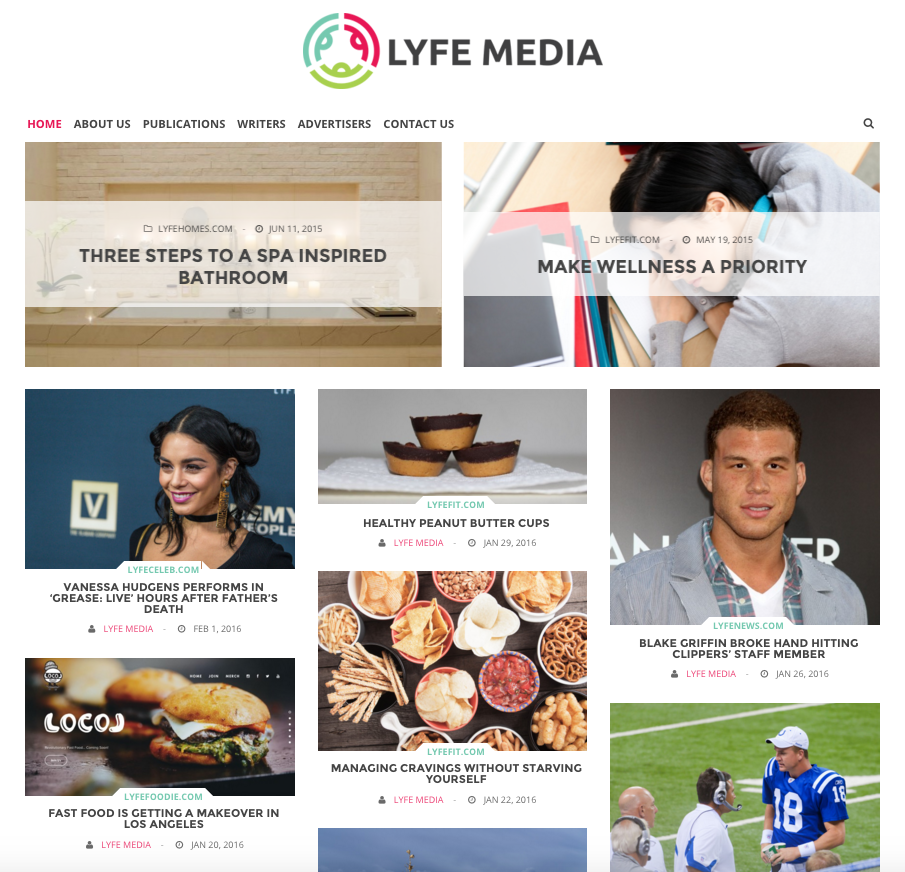 LYFE MEDIA
HOME ABOUT US PUBLICATIONS WRITERS ADVERTISERS CONTACT US
LYFEHOMES.COM - JUN 11, 2015
THREE STEPS TO A SPA INSPIRED
BATHROOM
LYFEFIT.COM - MAY 19, 2015
MAKE WELLNESS A PRIORITY
V
PEOPLE
LYFECELEB.COM
VANESSA HUDGENS PERFORMS IN
‘GREASE: LIVE’ HOURS AFTER FATHER’S
DEATH
LYFE MEDIA - FEB 1, 2016
HOME JOIN MERCH
LOCOL
LYFEFOODIE.COM
FAST FOOD IS GETTING A MAKEOVER IN
LOS ANGELES
LYFE MEDIA - JAN 20, 2016
LYFEFIT.COM
HEALTHY PEANUT BUTTER CUPS
LYFE MEDIA - JAN 29, 2016
LYFEFIT.COM
MANAGING CRAVINGS WITHOUT STARVING
YOURSELF
LYFE MEDIA - JAN 22, 2016
LYFENEWS.COM
BLAKE GRIFFIN BROKE HAND HITTING
CLIPPERS’ STAFF MEMBER
LYFE MEDIA - JAN 26, 2016
18